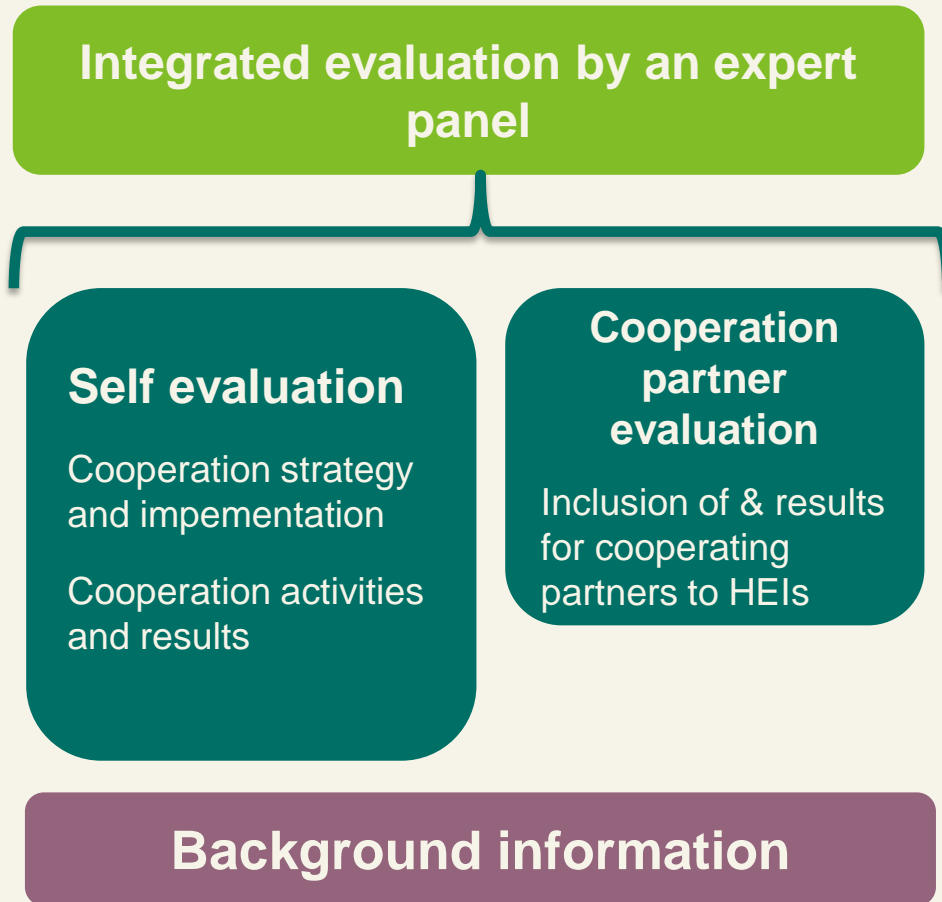 Integrated evaluation by an expert
panel
Self evaluation
Cooperation strategy
and impementation
Cooperation activities
and results
Cooperation
partner
evaluation
Inclusion of & results
for cooperating
partners to HEIs
Background information